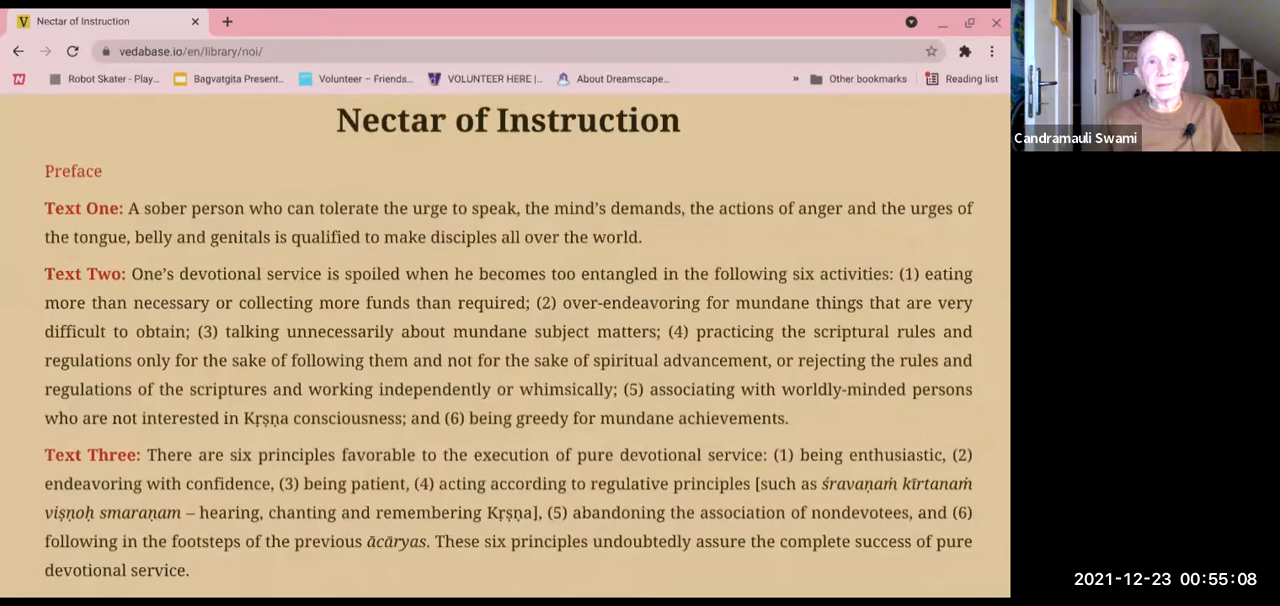 V Nectar of Instruction
vedabase.io/en/library/noi/
N Robot Skater - Play... Bagvatgita Present... Volunteer – Frienda... VOLUNTEER HERE |... About Dreamscape... » Other bookmarks Reading list
Nectar of Instruction
Preface
Text One: A sober person who can tolerate the urge to speak, the mind’s demands, the actions of anger and the urges of
the tongue, belly and genitals is qualified to make disciples all over the world.
Text Two: One’s devotional service is spoiled when he becomes too entangled in the following six activities: (1) eating
more than necessary or collecting more funds than required; (2) over-endeavoring for mundane things that are very
difficult to obtain; (3) talking unnecessarily about mundane subject matters; (4) practicing the scriptural rules and
regulations only for the sake of following them and not for the sake of spiritual advancement, or rejecting the rules and
regulations of the scriptures and working independently or whimsically; (5) associating with worldly-minded persons
who are not interested in Kṛṣṇa consciousness; and (6) being greedy for mundane achievements.
Text Three: There are six principles favorable to the execution of pure devotional service: (1) being enthusiastic, (2)
endeavoring with confidence, (3) being patient, (4) acting according to regulative principles [such as śravaṇaṁ kīrtanaṁ
viṣṇoḥ smaraṇam – hearing, chanting and remembering Kṛṣṇa], (5) abandoning the association of nondevotees, and (6)
following in the footsteps of the previous ācāryas. These six principles undoubtedly assure the complete success of pure
devotional service.
Candramauli Swami
2021-12-23 00:55:08